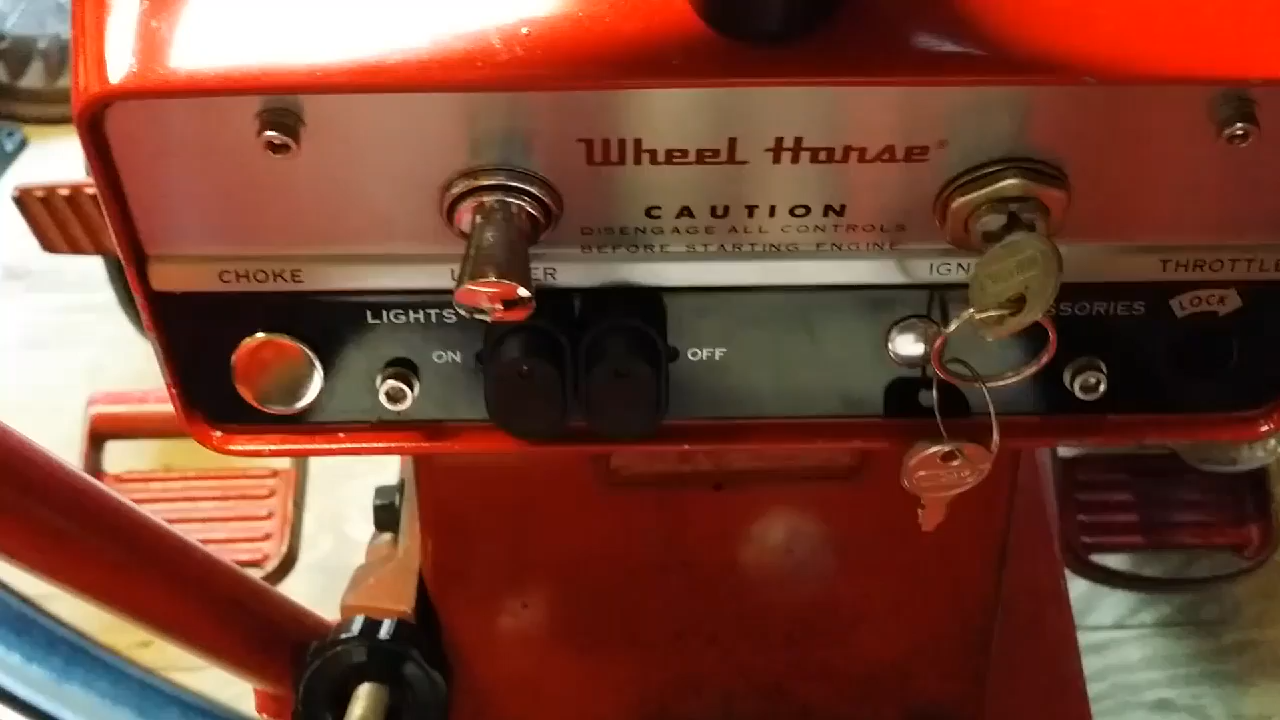 Wheel Horse®
CAUTION
DISENGAGE ALL CONTROLS
BEFORE STARTING ENGINE
CHOKE
THROTTLE
LIGHTS
LOCK
ON
OFF